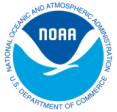 NATIONAL OCEANIC AND ATMOSPHERIC ADMINISTRATION
NOAA
U.S. DEPARTMENT OF COMMERCE